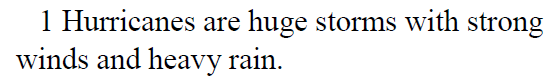 1 Hurricanes are huge storms with strong
winds and heavy rain.